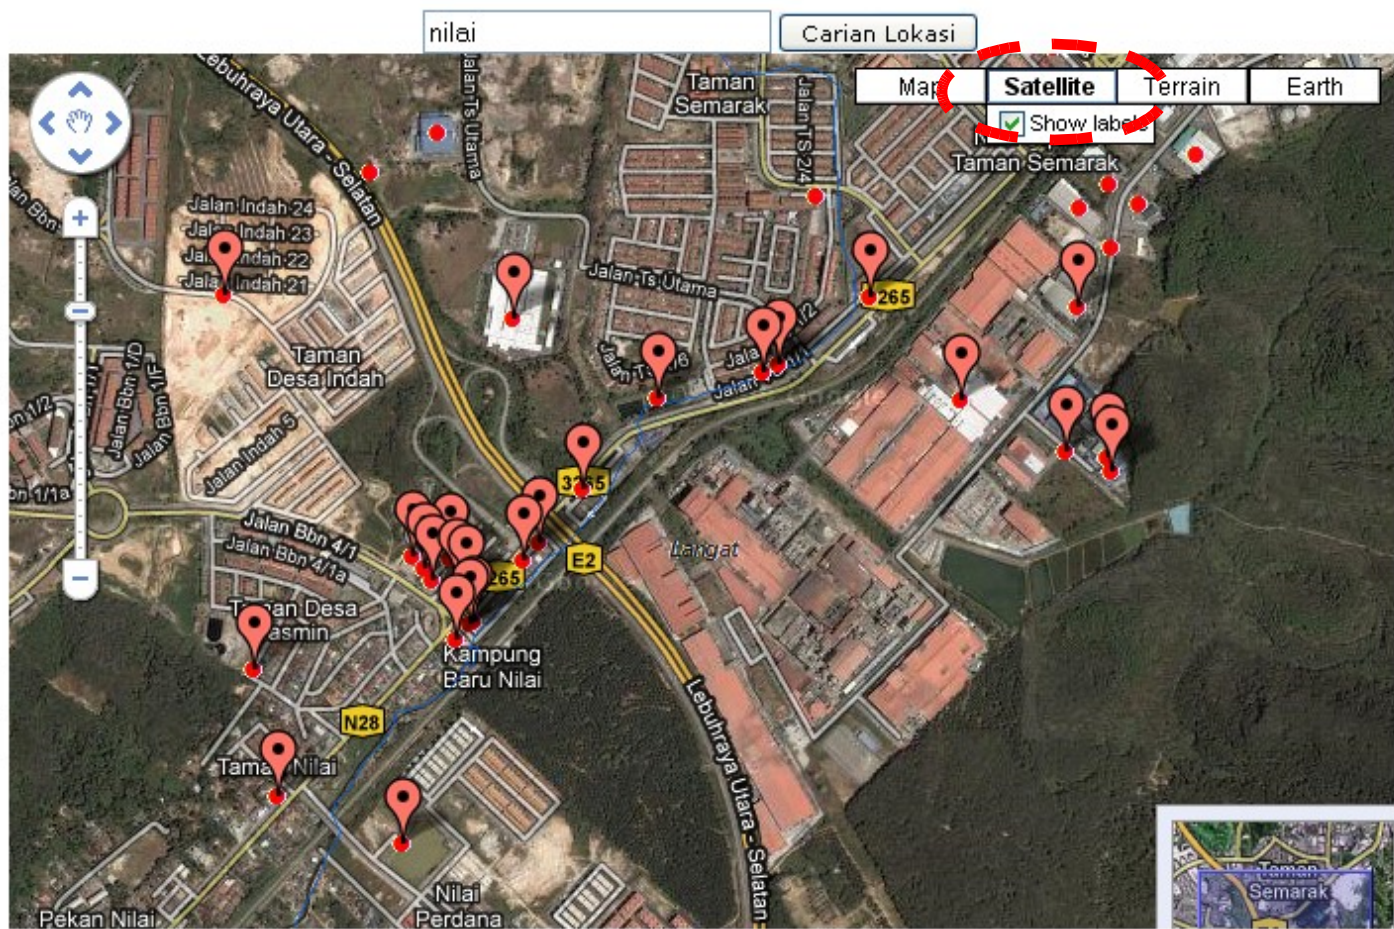 nilai
Carian Lokasi
Map
Satellite
Terrain
Earth
Show labels
Lebuhraya Utara - Selatan
Jalan Ts Utama
Taman
Semarak
Jalan TS 2/4
Taman Semarak
Jalan Indah 24
Jalan Indah 23
Jalan Indah 22
Jalan Indah 21
Jalan Ts Utama
265
Taman
Desa Indah
Jalan Bbn 1/D
Jalan Bbn 1/F
Jalan Indah 5
3265
Google
Jalan Bbn 4/1
Jalan Bbn 4/1a
265
E2
Langat
Taman Desa
Jasmin
Kampung
Baru Nilai
N28
Taman Nilai
Lebuhraya Utara - Selatan
Nilai
Perdana
Pekan Nilai
Taman
Semarak